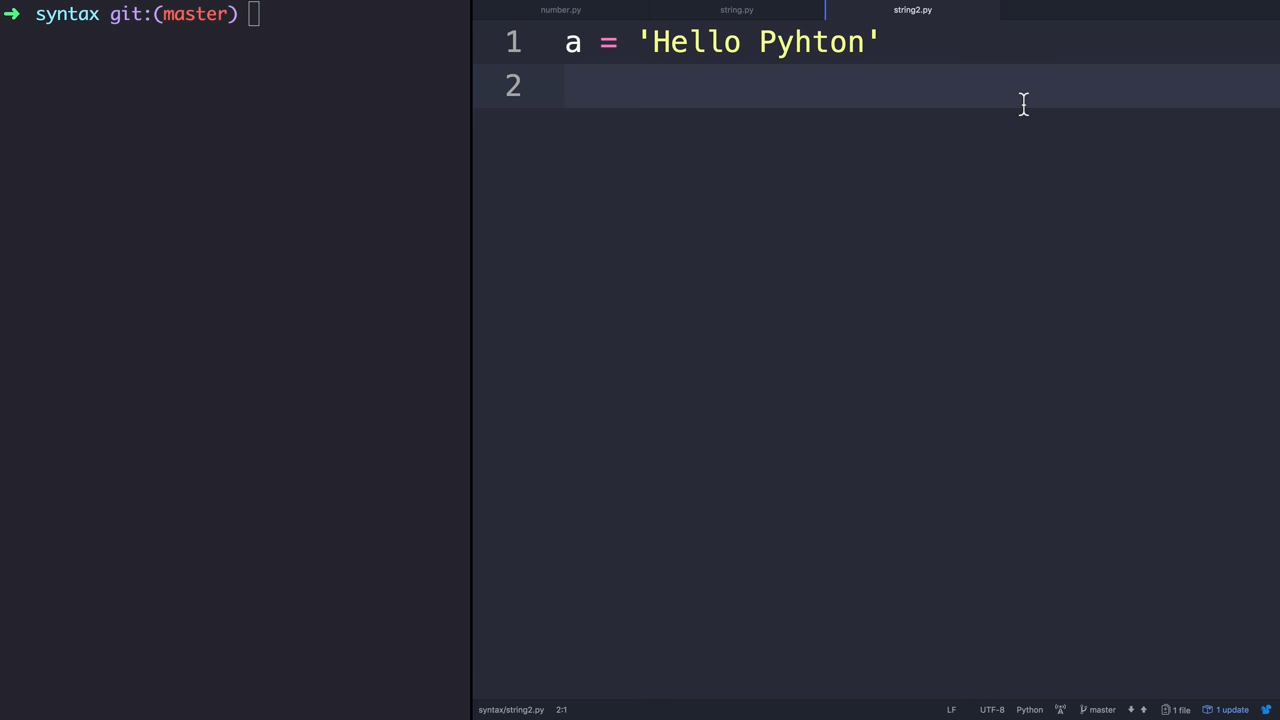 ➜ syntax git:(master)
number.py
string.py
string2.py
1 a = 'Hello Pyhton'
2
syntax/string2.py 2:1
LF UTF-8 Python master 1 file 1 update